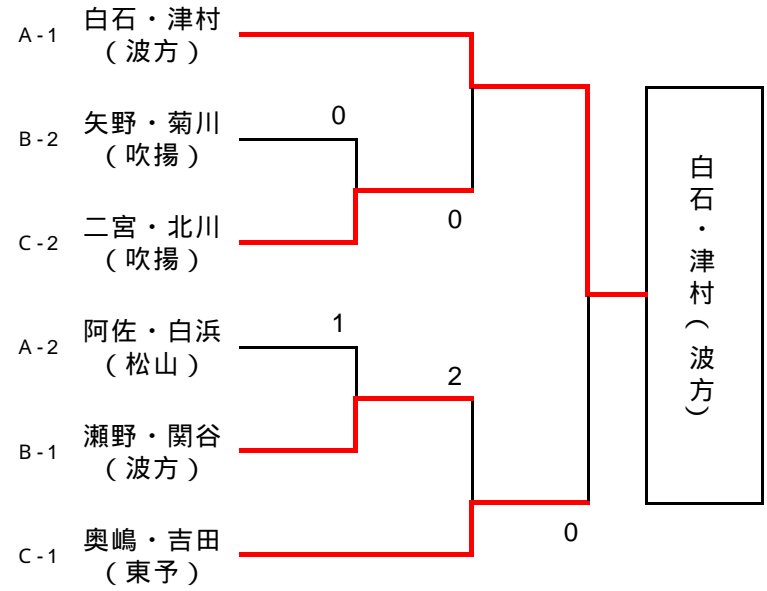 A-1
白石・津村
(波方)
B-2
矢野・菊川
(吹揚)
0
C-2
二宮・北川
(吹揚)
0
A-2
阿佐・白浜
(松山)
1
2
B-1
瀬野・関谷
(波方)
C-1
奥嶋・吉田
(東予)
0
白石・津村(波方)